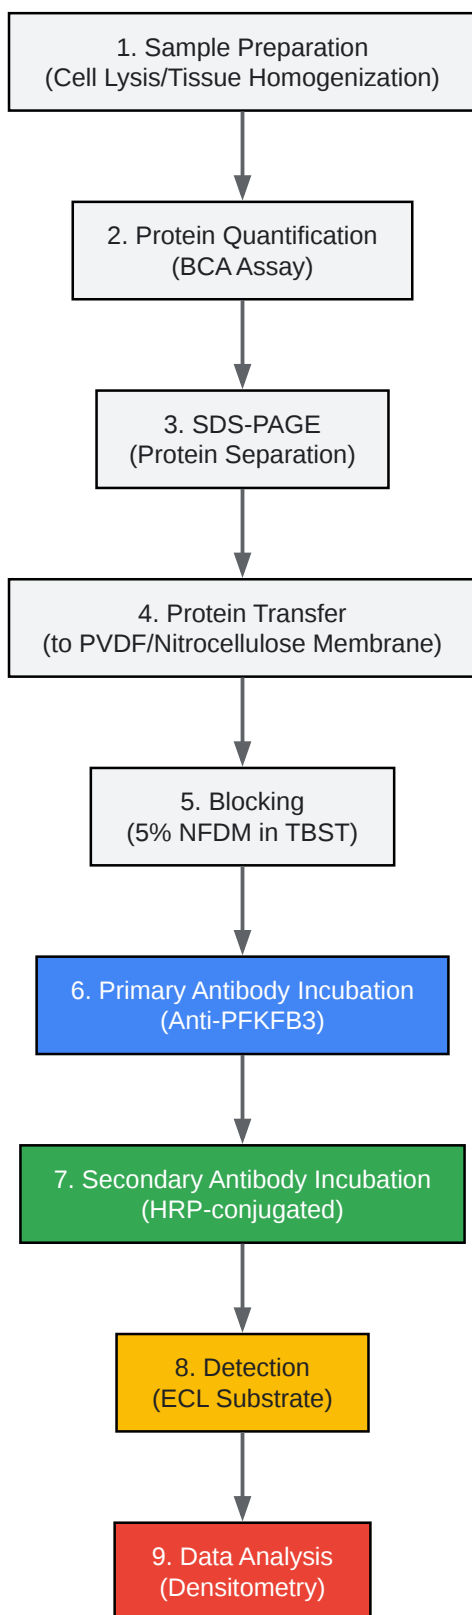 1. Sample Preparation
(Cell Lysis/Tissue Homogenization)
2. Protein Quantification
(BCA Assay)
3. SDS-PAGE
(Protein Separation)
4. Protein Transfer
(to PVDF/Nitrocellulose Membrane)
5. Blocking
(5% NFDM in TBST)
6. Primary Antibody Incubation
(Anti-PFKFB3)
7. Secondary Antibody Incubation
(HRP-conjugated)
8. Detection
(ECL Substrate)
9. Data Analysis
(Densitometry)